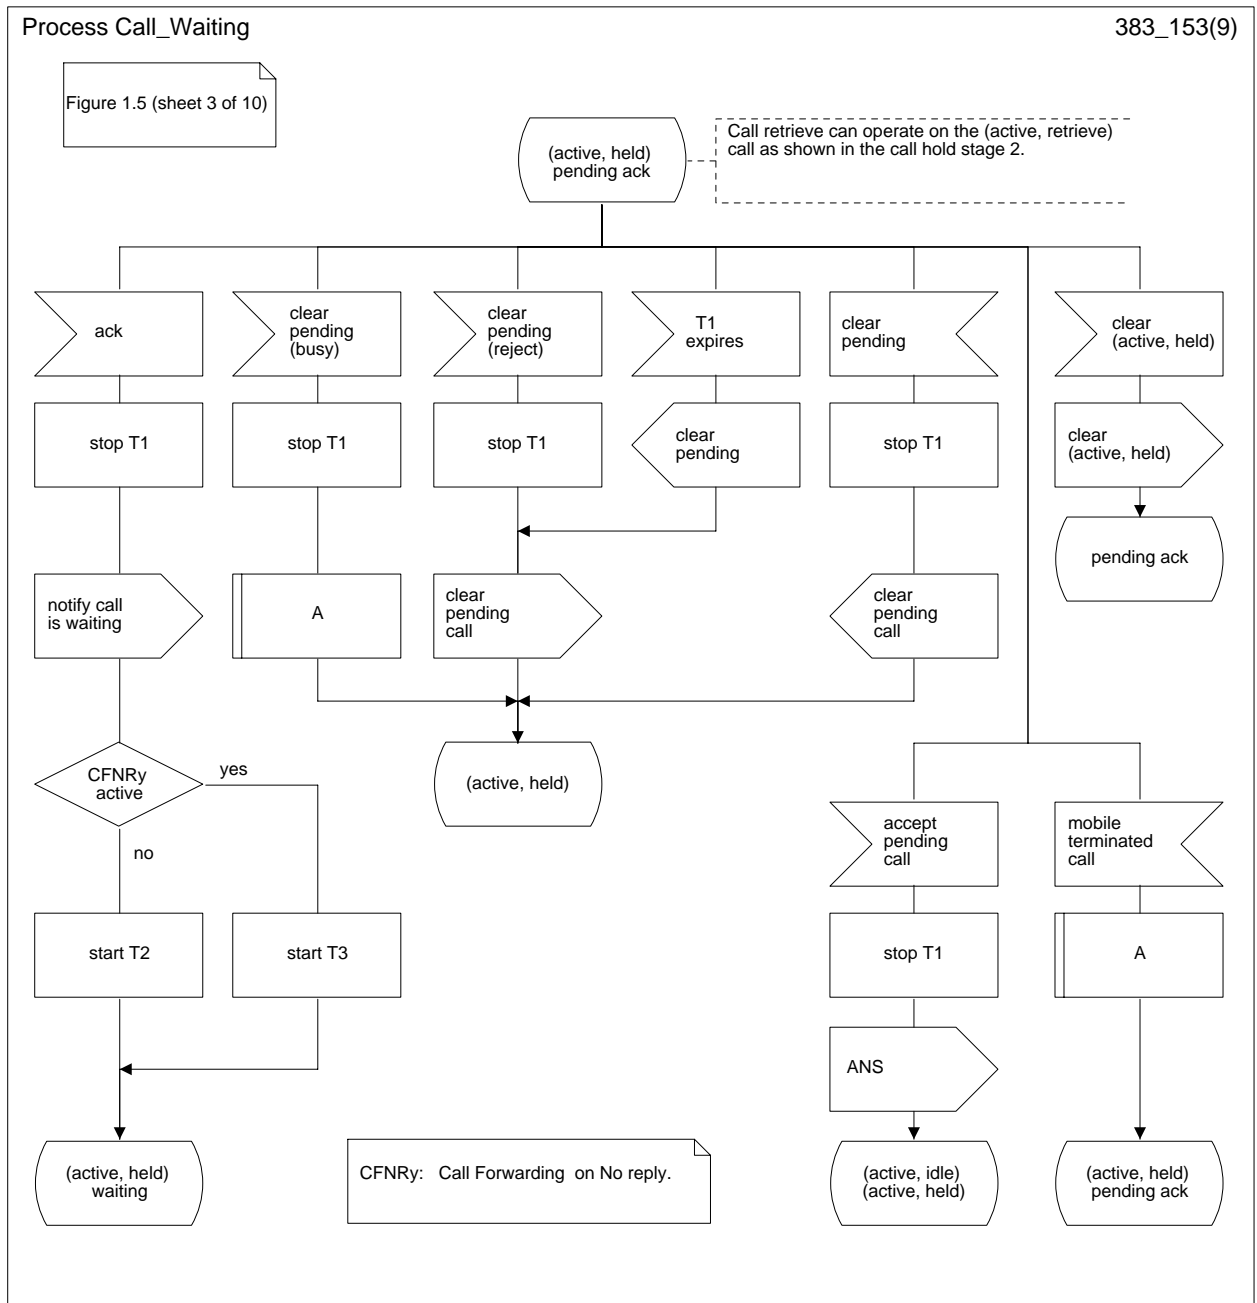 Process Call_Waiting
383_153(9)
Figure 1.5 (sheet 3 of 10)
(active, held)
pending ack
Call retrieve can operate on the (active, retrieve)
call as shown in the call hold stage 2.
ack
clear
pending
(busy)
clear
pending
(reject)
T1
expires
clear
pending
clear
(active, held)
stop T1
stop T1
stop T1
clear
pending
stop T1
clear
(active, held)
pending ack
notify call
is waiting
A
clear
pending
call
clear
pending
call
CFNRy
active
yes
no
(active, held)
accept
pending
call
mobile
terminated
call
start T2
start T3
stop T1
A
ANS
(active, held)
waiting
CFNRy: Call Forwarding on No reply.
(active, idle)
(active, held)
(active, held)
pending ack